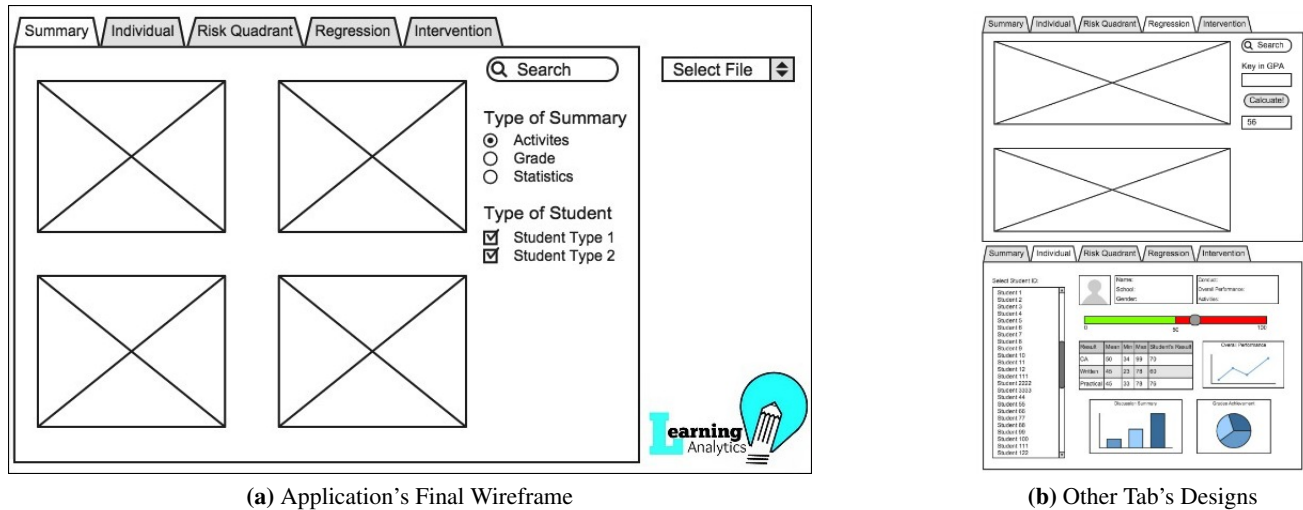 Summary Individual Risk Quadrant Regression Intervention
Search
Select File
Type of Summary
Activites
Grade
Statistics
Type of Student
Student Type 1
Student Type 2
Learning
Analytics
(a) Application's Final Wireframe
Summary Individual Risk Quadrant Regression Intervention
Search
Key in GPA
Calcuate!
56
Summary Individual Risk Quadrant Regression Intervention
Select Student ID:
Student 1
Student 2
Student 3
Student 4
Student 5
Student 6
Student 7
Student 8
Student 9
Student 10
Student 11
Student 12
Student 111
Student 2222
Student 3333
Student 44
Student 55
Student 66
Student 77
Student 88
Student 99
Student 100
Student 111
Student 122
Name:
School:
Gender:
Conduct:
Overall Performance:
Activities:
0 50 100
Result Mean Min Max Student's Result
CA 50 34 99 70
Written 45 23 78 63
Practical 45 33 78 75
Overall Performance
Discussion Summary
Grades Achievement
(b) Other Tab's Designs